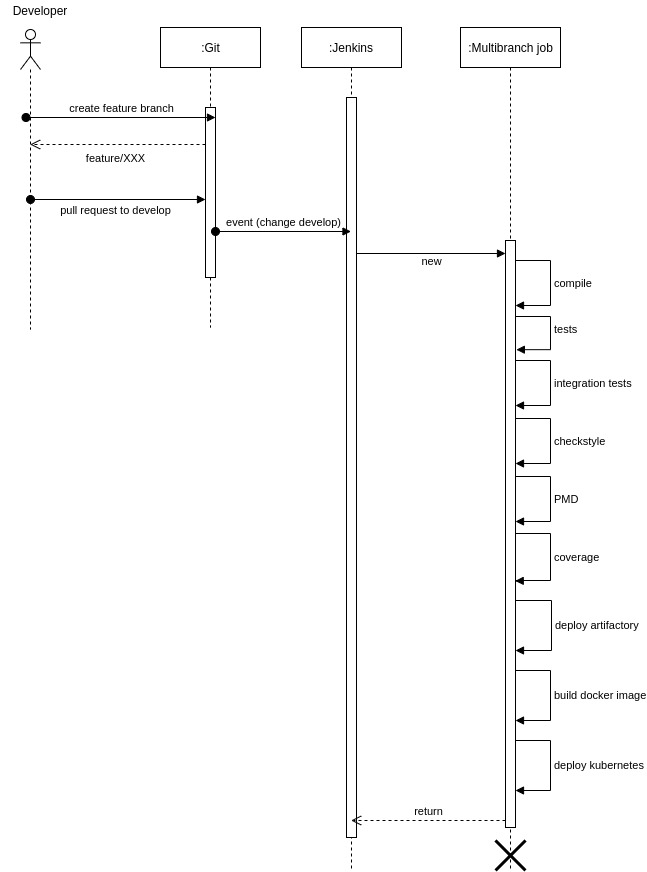 Developer
:Git
:Jenkins
:Multibranch job
create feature branch
feature/XXX
pull request to develop
event (change develop)
new
compile
tests
integration tests
checkstyle
PMD
coverage
deploy artifactory
build docker image
deploy kubernetes
return